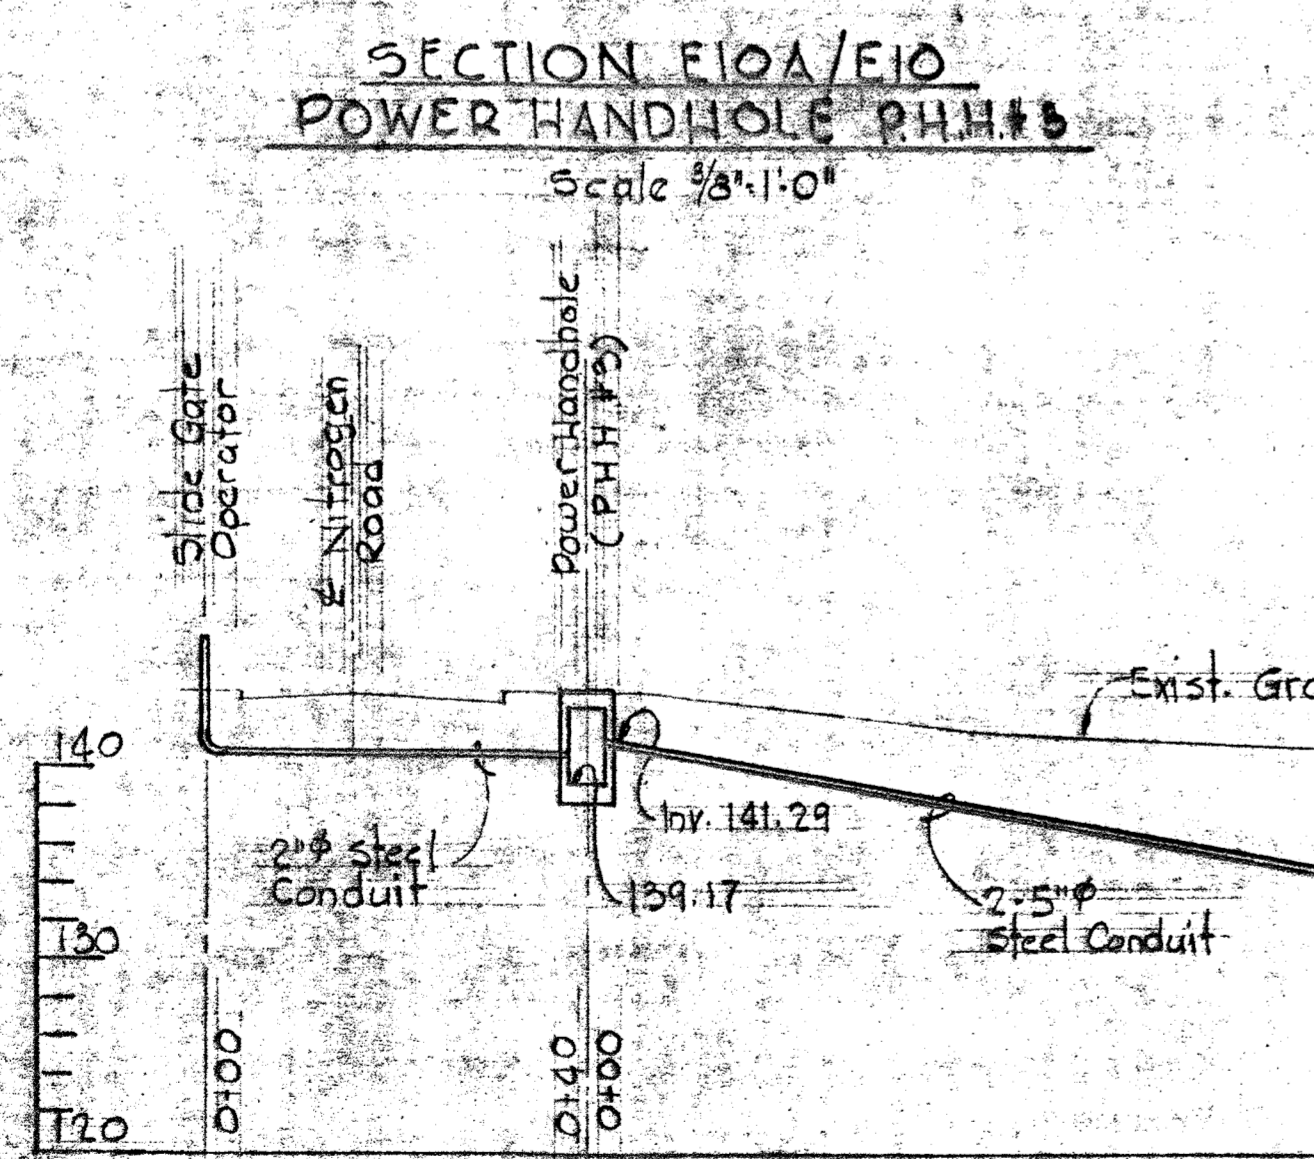 SECTION E10A/E10
POWER HANDHOLE P.H.H.#3
Scale 3/8"=1'-0"
Slide Gate
Operator
℄ Nitrogen
Road
Power Handhole
(P.H.H.#3)
Exist.
140
Inv. 141.29
2"φ Steel
Conduit
139.17
2-5"φ
Steel Conduit
130
0+00
0+40
0+00
120